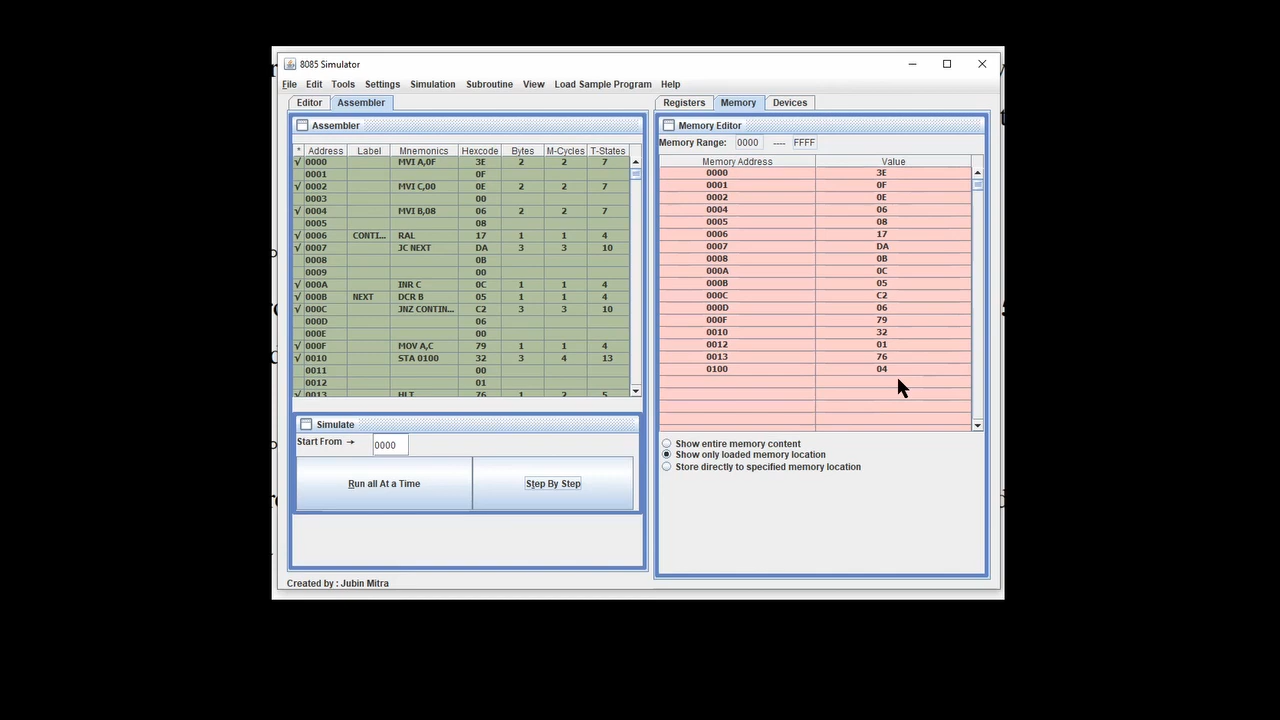 8085 Simulator
File Edit Tools Settings Simulation Subroutine View Load Sample Program Help
Editor Assembler
Assembler
* Address Label Mnemonics Hexcode Bytes M-Cycles T-States
√ 0000 MVI A,0F 3E 2 2 7
0001 0F
√ 0002 MVI C,00 0E 2 2 7
0003 00
√ 0004 MVI B,08 06 2 2 7
0005 08
√ 0006 CONTI... RAL 17 1 1 4
√ 0007 JC NEXT DA 3 3 10
0008 0B
0009 00
√ 000A INR C 0C 1 1 4
√ 000B NEXT DCR B 05 1 1 4
√ 000C JNZ CONTIN... C2 3 3 10
000D 06
000E 00
√ 000F MOV A,C 79 1 1 4
√ 0010 STA 0100 32 3 4 13
0011 00
0012 01
√ 0013 HLT 76 1 2 5
Simulate
Start From → 0000
Run all At a Time Step By Step
Created by : Jubin Mitra
Registers Memory Devices
Memory Editor
Memory Range: 0000 ---- FFFF
Memory Address Value
0000 3E
0001 0F
0002 0E
0004 06
0005 08
0006 17
0007 DA
0008 0B
000A 0C
000B 05
000C C2
000D 06
000F 79
0010 32
0012 01
0013 76
0100 04
Show entire memory content
Show only loaded memory location
Store directly to specified memory location